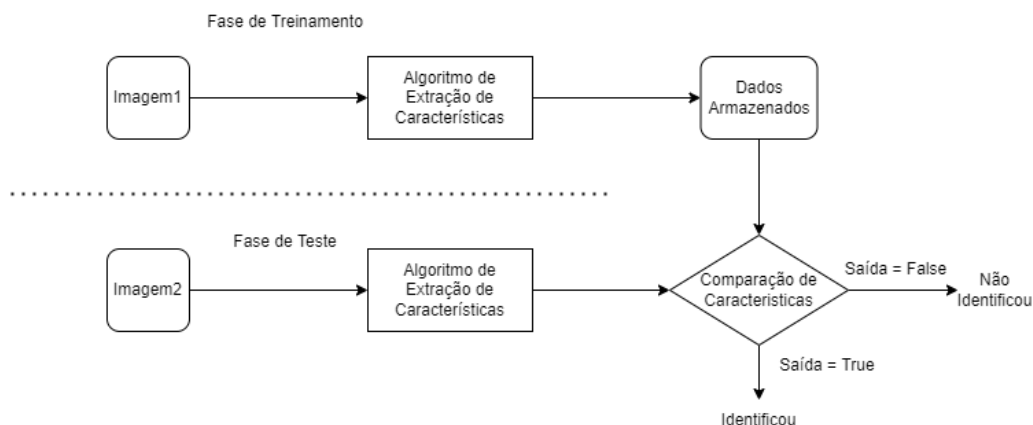 Fase de Treinamento
Imagem1
Algoritmo de
Extração de
Características
Dados
Armazenados
Fase de Teste
Imagem2
Algoritmo de
Extração de
Características
Comparação de
Caracteristicas
Saída = False
Não
Identificou
Saída = True
Identificou